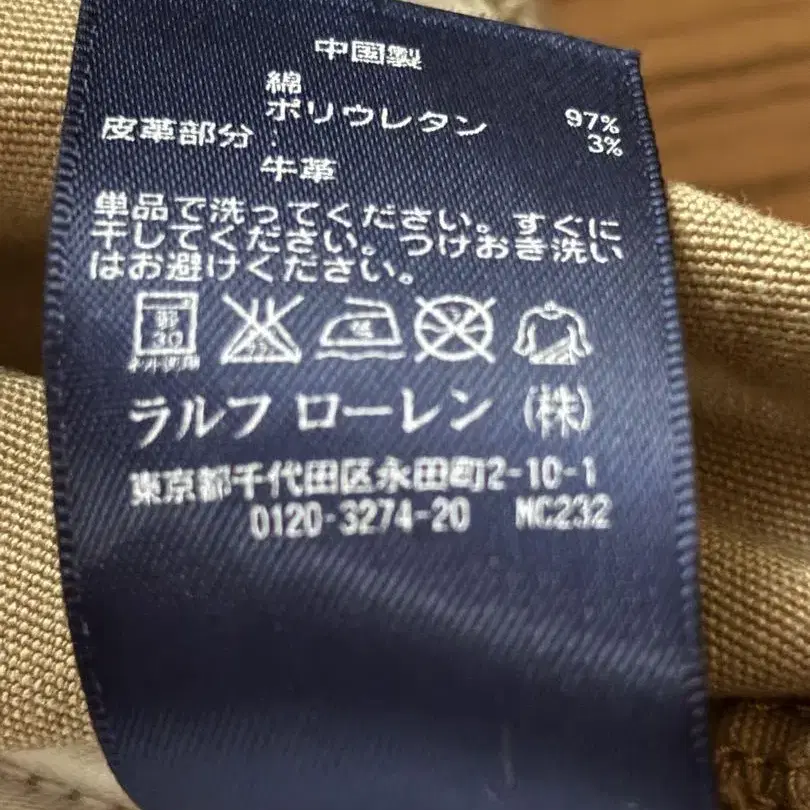 中国製
綿 97%
ポリウレタン 3%
皮革部分:
牛革
単品で洗ってください。すぐに
干してください。つけおき洗い
はお避けください。
弱
30
ラルフ ローレン (株)
東京都千代田区永田町2-10-1
0120-3274-20 MC232